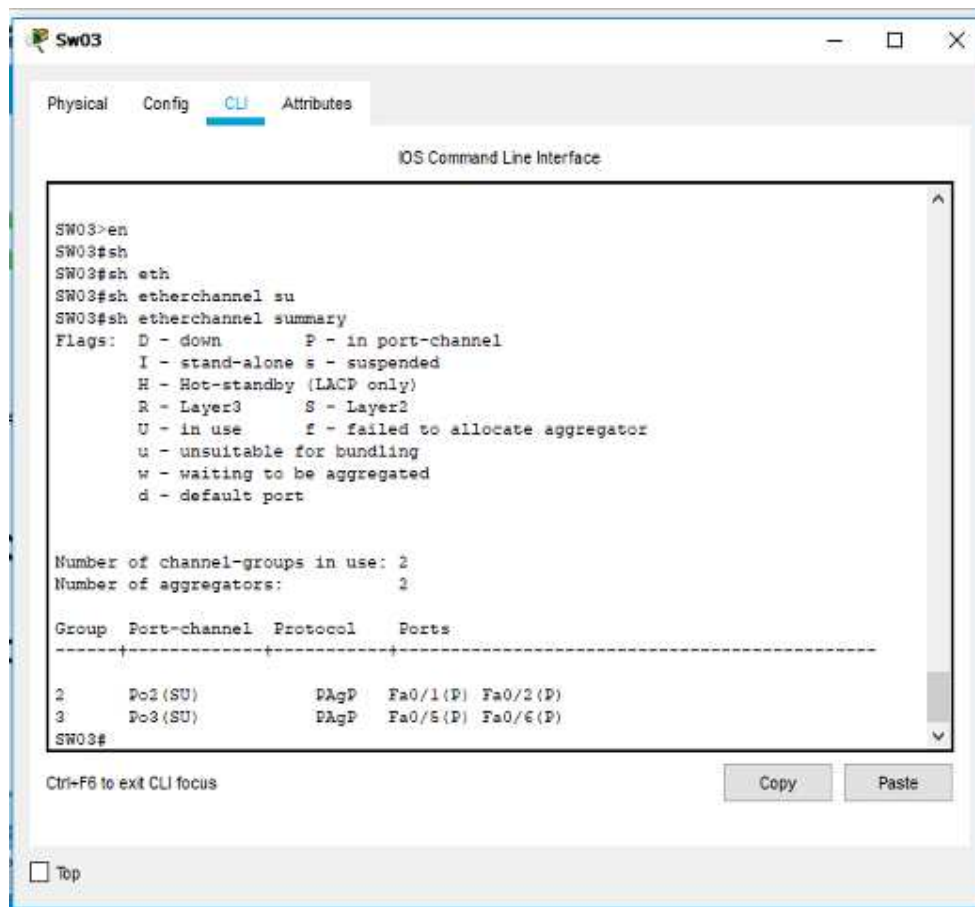 Sw03
Physical Config CLI Attributes
IOS Command Line Interface
SW03>en
SW03#sh
SW03#sh eth
SW03#sh etherchannel su
SW03#sh etherchannel summary
Flags:  D - down        P - in port-channel
        I - stand-alone s - suspended
        H - Hot-standby (LACP only)
        R - Layer3      S - Layer2
        U - in use      f - failed to allocate aggregator
        u - unsuitable for bundling
        w - waiting to be aggregated
        d - default port
Number of channel-groups in use: 2
Number of aggregators:           2
Group  Port-channel  Protocol    Ports
------+-------------+-----------+----------------------------------------------
2      Po2(SU)           PAgP   Fa0/1(P) Fa0/2(P)
3      Po3(SU)           PAgP   Fa0/5(P) Fa0/6(P)
SW03#
Ctrl+F6 to exit CLI focus
Copy Paste
Top